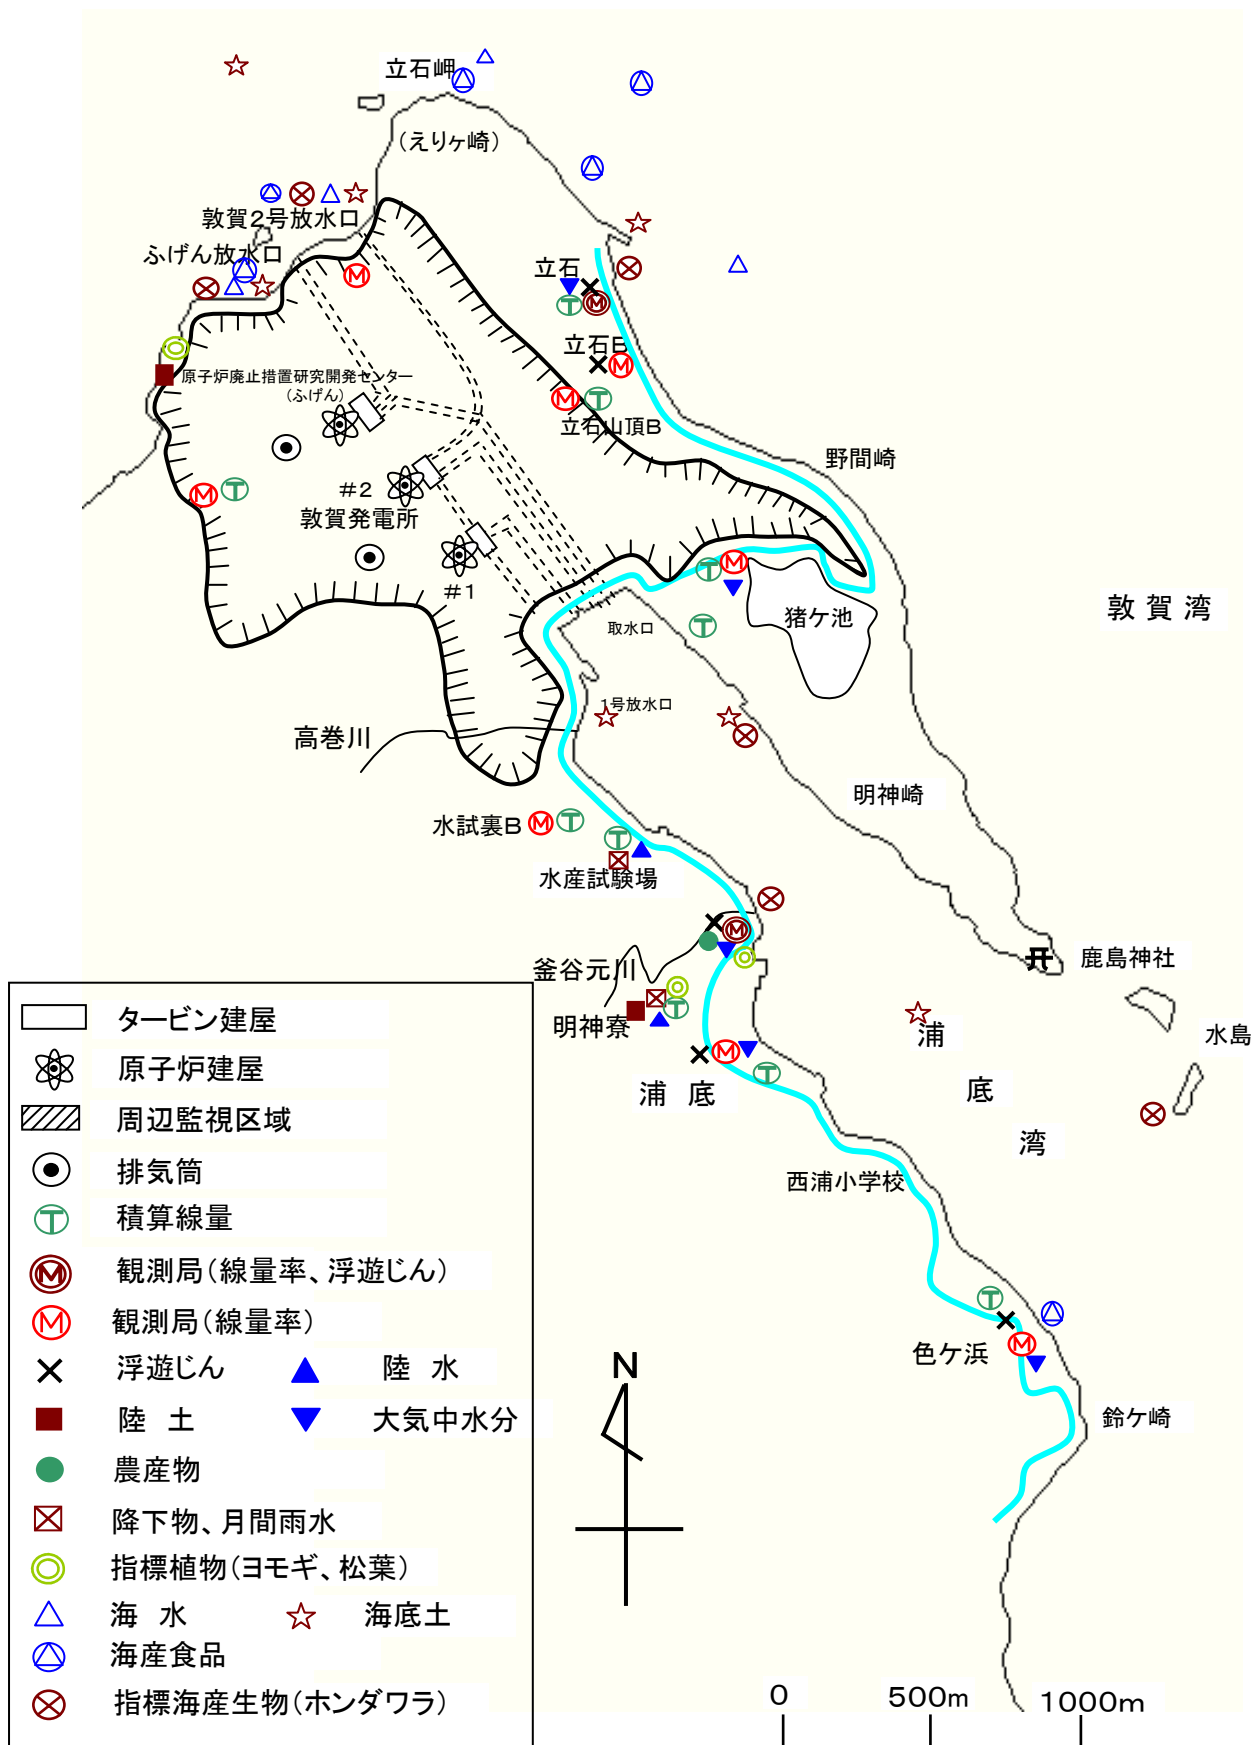 立石岬
(えりヶ崎)
敦賀2号放水口
ふげん放水口
立石
立石B
原子炉廃止措置研究開発センター
(ふげん)
立石山頂B
野間崎
#2
敦賀発電所
#1
敦賀湾
猪ケ池
取水口
1号放水口
高巻川
明神崎
水試裏B
水産試験場
釜谷元川
鹿島神社
明神寮
水島
浦底湾
浦底
西浦小学校
色ケ浜
鈴ケ崎
N
タービン建屋
原子炉建屋
周辺監視区域
排気筒
T 積算線量
M 観測局(線量率、浮遊じん)
M 観測局(線量率)
浮遊じん 陸 水
陸 土 大気中水分
農産物
降下物、月間雨水
指標植物(ヨモギ、松葉)
海 水 海底土
海産食品
指標海産生物(ホンダワラ)
0 500m 1000m